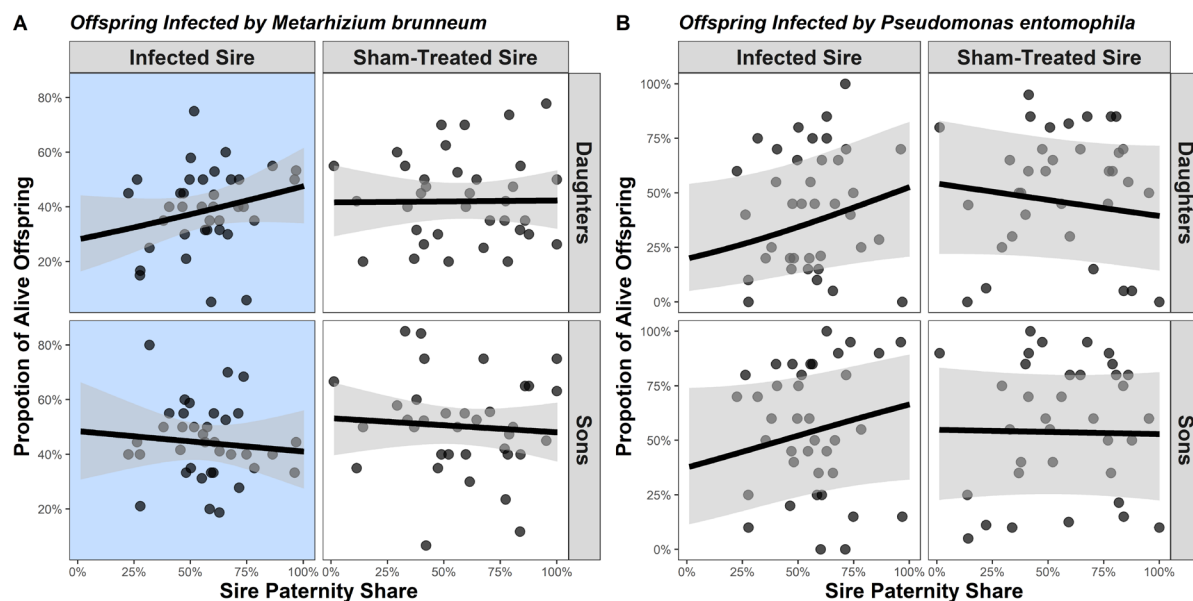 A
Offspring Infected by Metarhizium brunneum
Infected Sire
Sham-Treated Sire
Propotion of Alive Offspring
80%
60%
40%
20%
Daughters
80%
60%
40%
20%
Sons
0%
25%
50%
75%
100%
0%
25%
50%
75%
100%
Sire Paternity Share
B
Offspring Infected by Pseudomonas entomophila
Infected Sire
Sham-Treated Sire
Propotion of Alive Offspring
100%
75%
50%
25%
0%
Daughters
100%
75%
50%
25%
0%
Sons
0%
25%
50%
75%
100%
0%
25%
50%
75%
100%
Sire Paternity Share